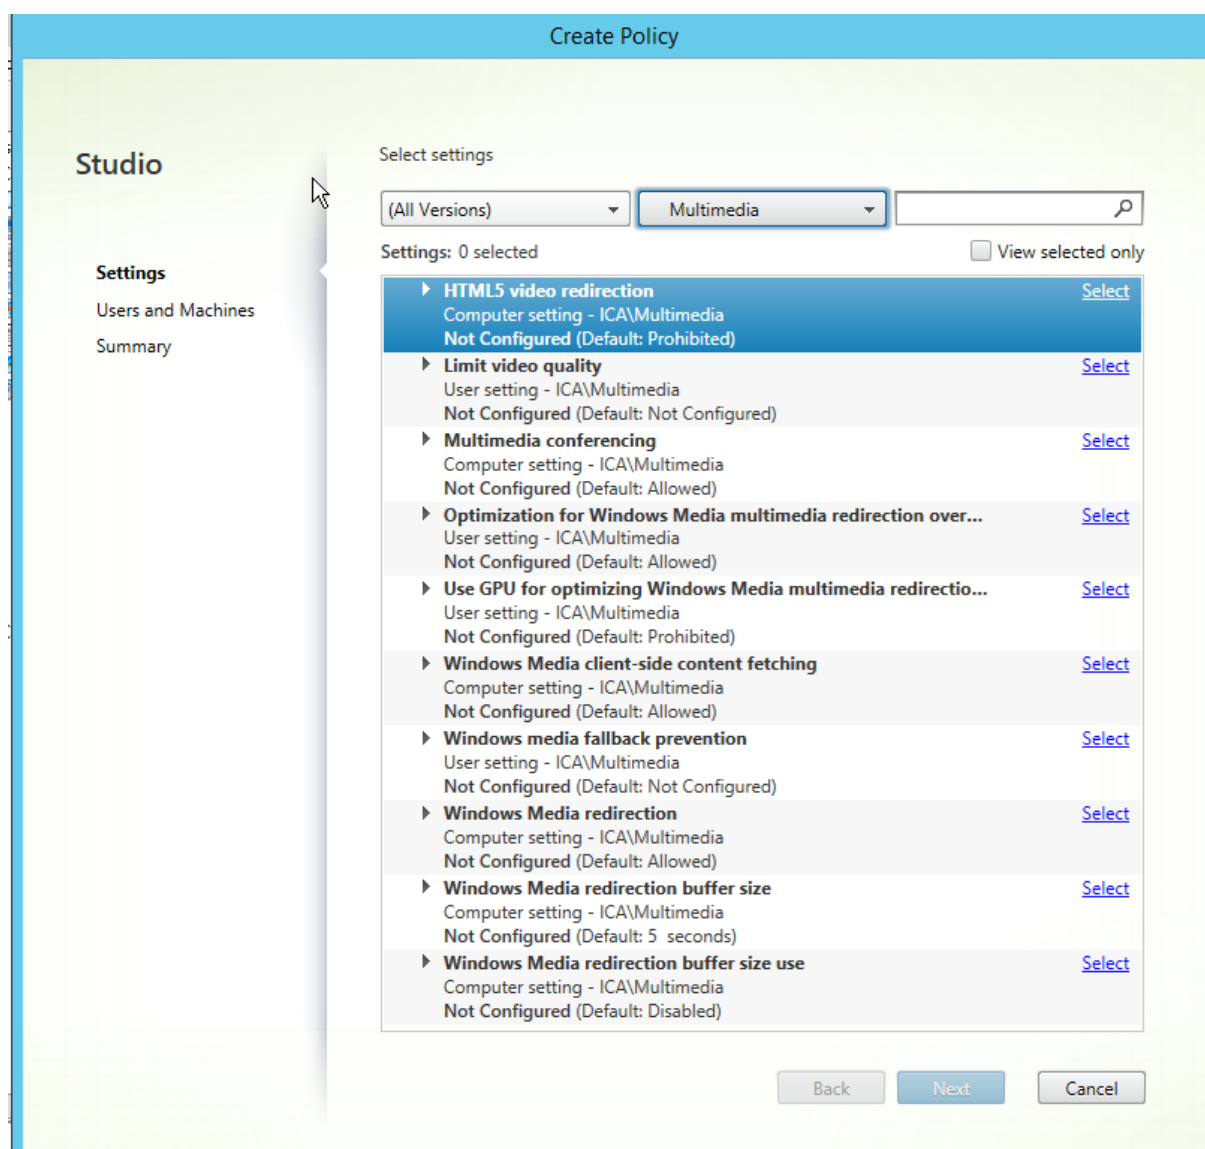 Create Policy
Studio
Settings
Users and Machines
Summary
Select settings
(All Versions)
Multimedia
Settings: 0 selected
View selected only
HTML5 video redirection Select
Computer setting - ICA\Multimedia
Not Configured (Default: Prohibited)
Limit video quality Select
User setting - ICA\Multimedia
Not Configured (Default: Not Configured)
Multimedia conferencing Select
Computer setting - ICA\Multimedia
Not Configured (Default: Allowed)
Optimization for Windows Media multimedia redirection over... Select
User setting - ICA\Multimedia
Not Configured (Default: Allowed)
Use GPU for optimizing Windows Media multimedia redirectio... Select
User setting - ICA\Multimedia
Not Configured (Default: Prohibited)
Windows Media client-side content fetching Select
Computer setting - ICA\Multimedia
Not Configured (Default: Allowed)
Windows media fallback prevention Select
User setting - ICA\Multimedia
Not Configured (Default: Not Configured)
Windows Media redirection Select
Computer setting - ICA\Multimedia
Not Configured (Default: Allowed)
Windows Media redirection buffer size Select
Computer setting - ICA\Multimedia
Not Configured (Default: 5 seconds)
Windows Media redirection buffer size use Select
Computer setting - ICA\Multimedia
Not Configured (Default: Disabled)
Back Next Cancel